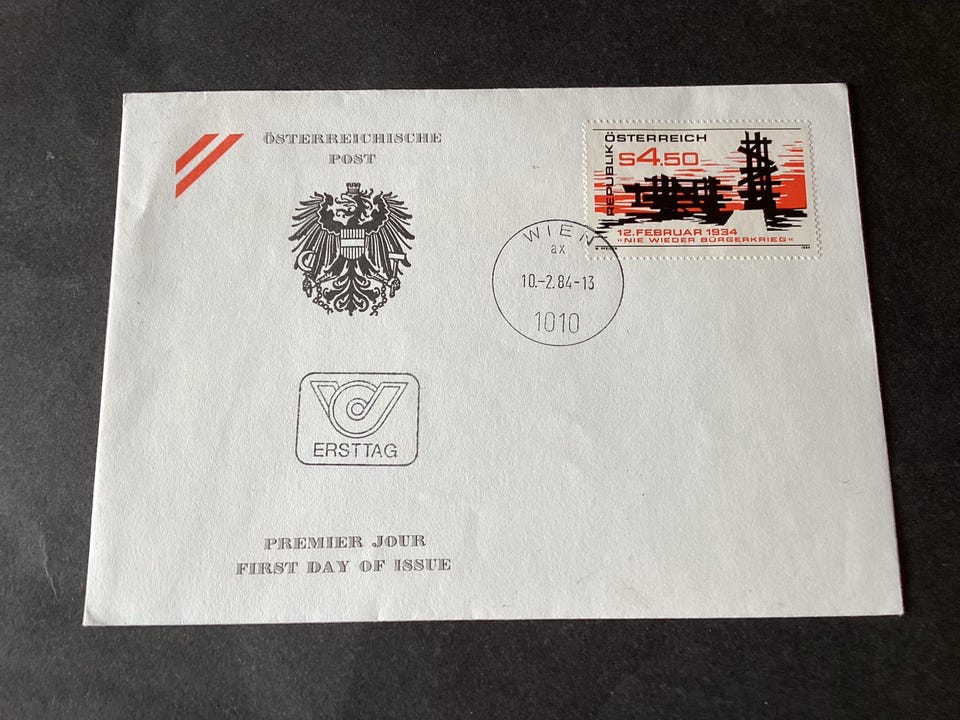 ÖSTERREICHISCHE
POST
REPUBLIK ÖSTERREICH
S4.50
12. FEBRUAR 1934
»NIE WIEDER BÜRGERKRIEG«
1984
WIEN
ax
10.-2.84-13
1010
ERSTTAG
PREMIER JOUR
FIRST DAY OF ISSUE